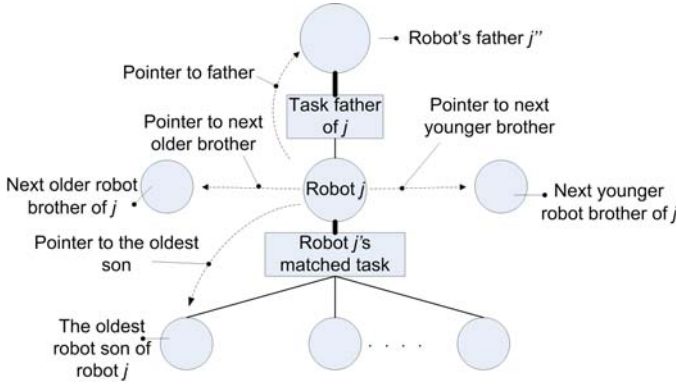 Robot's father j''
Pointer to father
Task father
of j
Pointer to next
older brother
Pointer to next
younger brother
Next older robot
brother of j
Robot j
Next younger
robot brother of j
Pointer to the oldest
son
Robot j's
matched task
The oldest
robot son of
robot j
. . . .